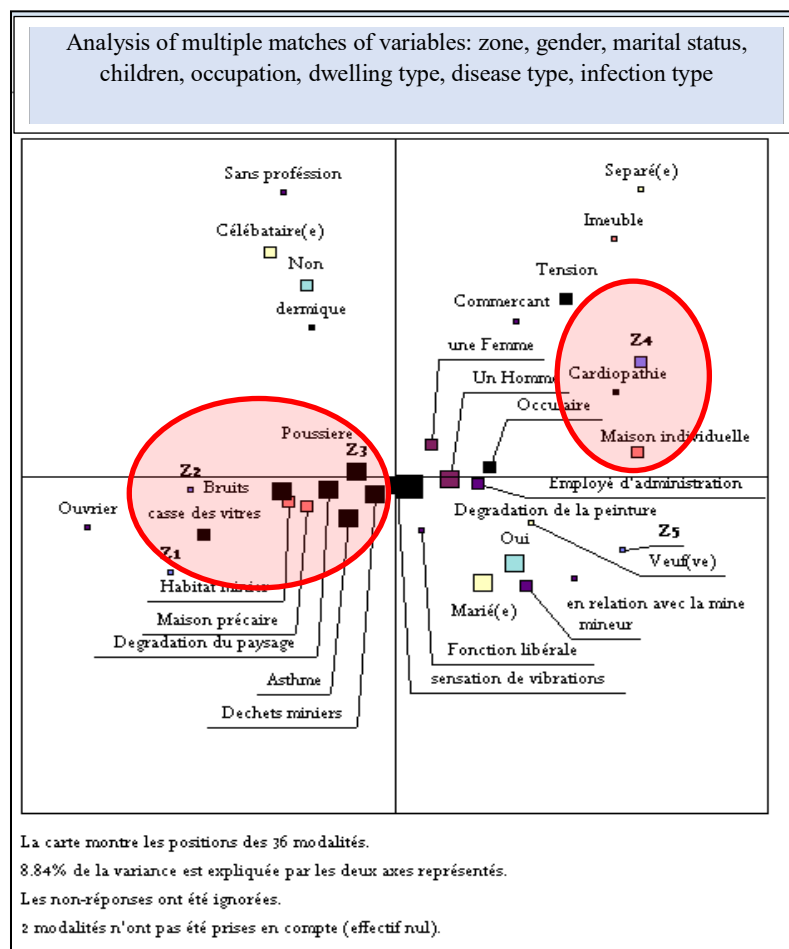 Analysis of multiple matches of variables: zone, gender, marital status,
children, occupation, dwelling type, disease type, infection type
Sans proféssion
Séparé(e)
Célébataire(e)
Imeuble
Non
Tension
dermique
Commerçant
une Femme
Z4
Un Homme
Cardiopathie
Occulaire
Poussiere
Maison individuelle
Z3
Z2
Bruits
Employé d'administration
Ouvrier
casse des vitres
Degradation de la peinture
Oui
Z5
Z1
Veuf(ve)
Habitat minier
Marié(e)
en relation avec la mine
Maison précaire
mineur
Degradation du paysage
Fonction libérale
Asthme
sensation de vibrations
Dechets miniers
La carte montre les positions des 36 modalités.
8.84% de la variance est expliquée par les deux axes représentés.
Les non-réponses ont été ignorées.
2 modalités n'ont pas été prises en compte (effectif nul).